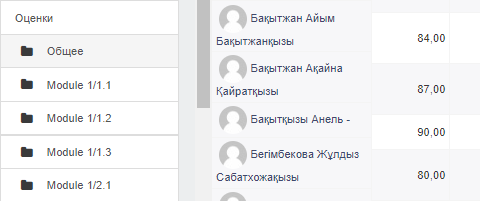 Оценки
Общее
Module 1/1.1
Module 1/1.2
Module 1/1.3
Module 1/2.1
Бақытжан Айым
Бақытжанқызы
84,00
Бақытжан Ақайна
Қайратқызы
87,00
Бақытқызы Анель -
90,00
Бегімбекова Жұлдыз
Сабатхожақызы
80,00